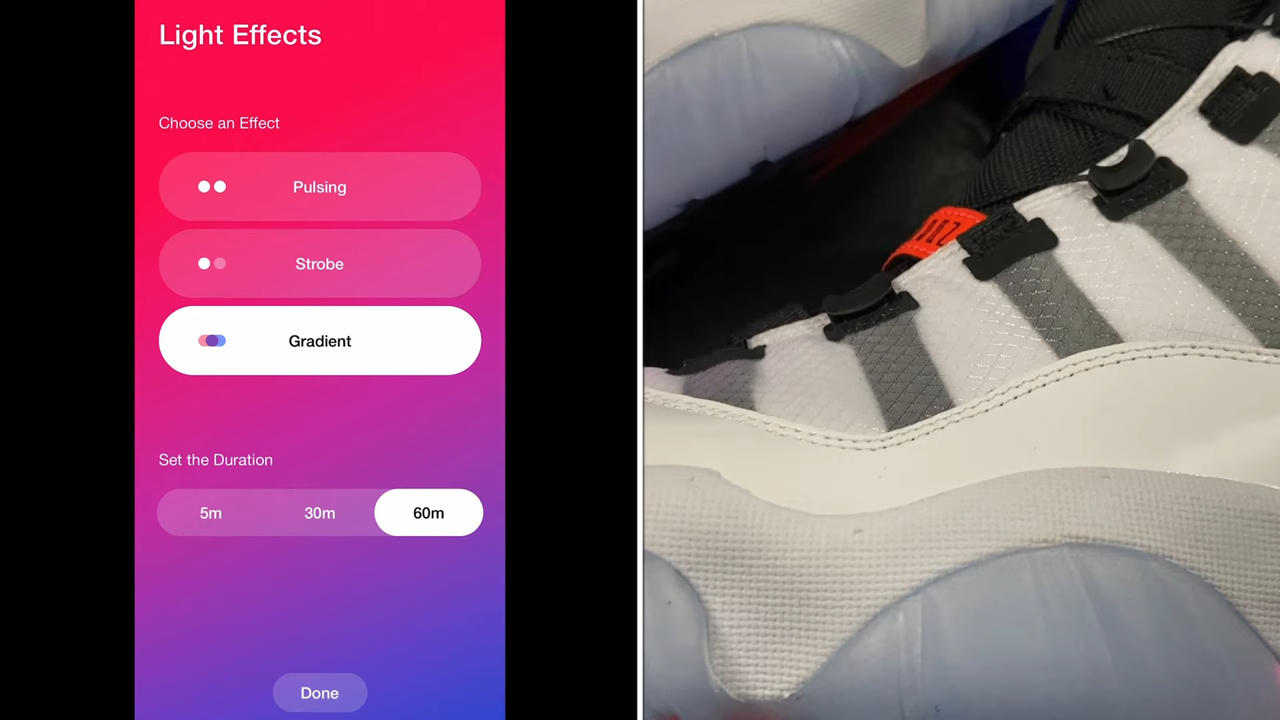 Light Effects
Choose an Effect
Pulsing
Strobe
Gradient
Set the Duration
5m
30m
60m
Done